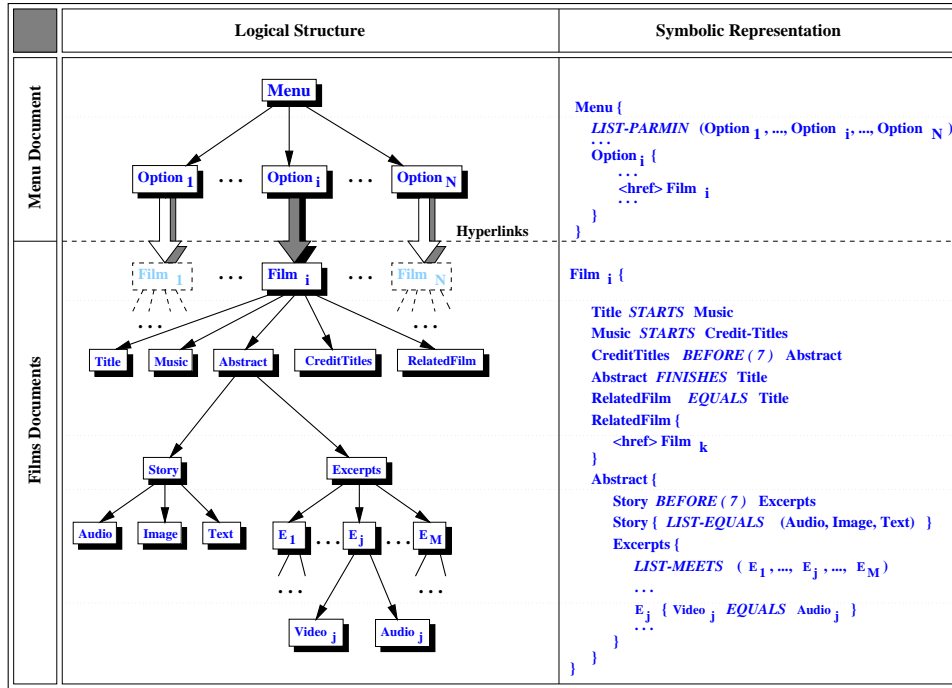 Logical Structure
Symbolic Representation
Menu Document
Menu
Option 1 ... Option i ... Option N
Hyperlinks
Menu {
LIST-PARMIN (Option 1 , ..., Option i , ..., Option N )
...
Option i {
...
<href> Film i
...
}
}
Films Documents
Film 1 ... Film i ... Film N
... ...
Title Music Abstract CreditTitles RelatedFilm
Story Excerpts
Audio Image Text E 1 ... E j ... E M
... ...
Video j Audio j
Film i {
Title STARTS Music
Music STARTS Credit-Titles
CreditTitles BEFORE ( 7 ) Abstract
Abstract FINISHES Title
RelatedFilm EQUALS Title
RelatedFilm {
<href> Film k
}
Abstract {
Story BEFORE ( 7 ) Excerpts
Story { LIST-EQUALS (Audio, Image, Text) }
Excerpts {
LIST-MEETS ( E 1 , ..., E j , ..., E M )
...
E j { Video j EQUALS Audio j }
...
}
}
}